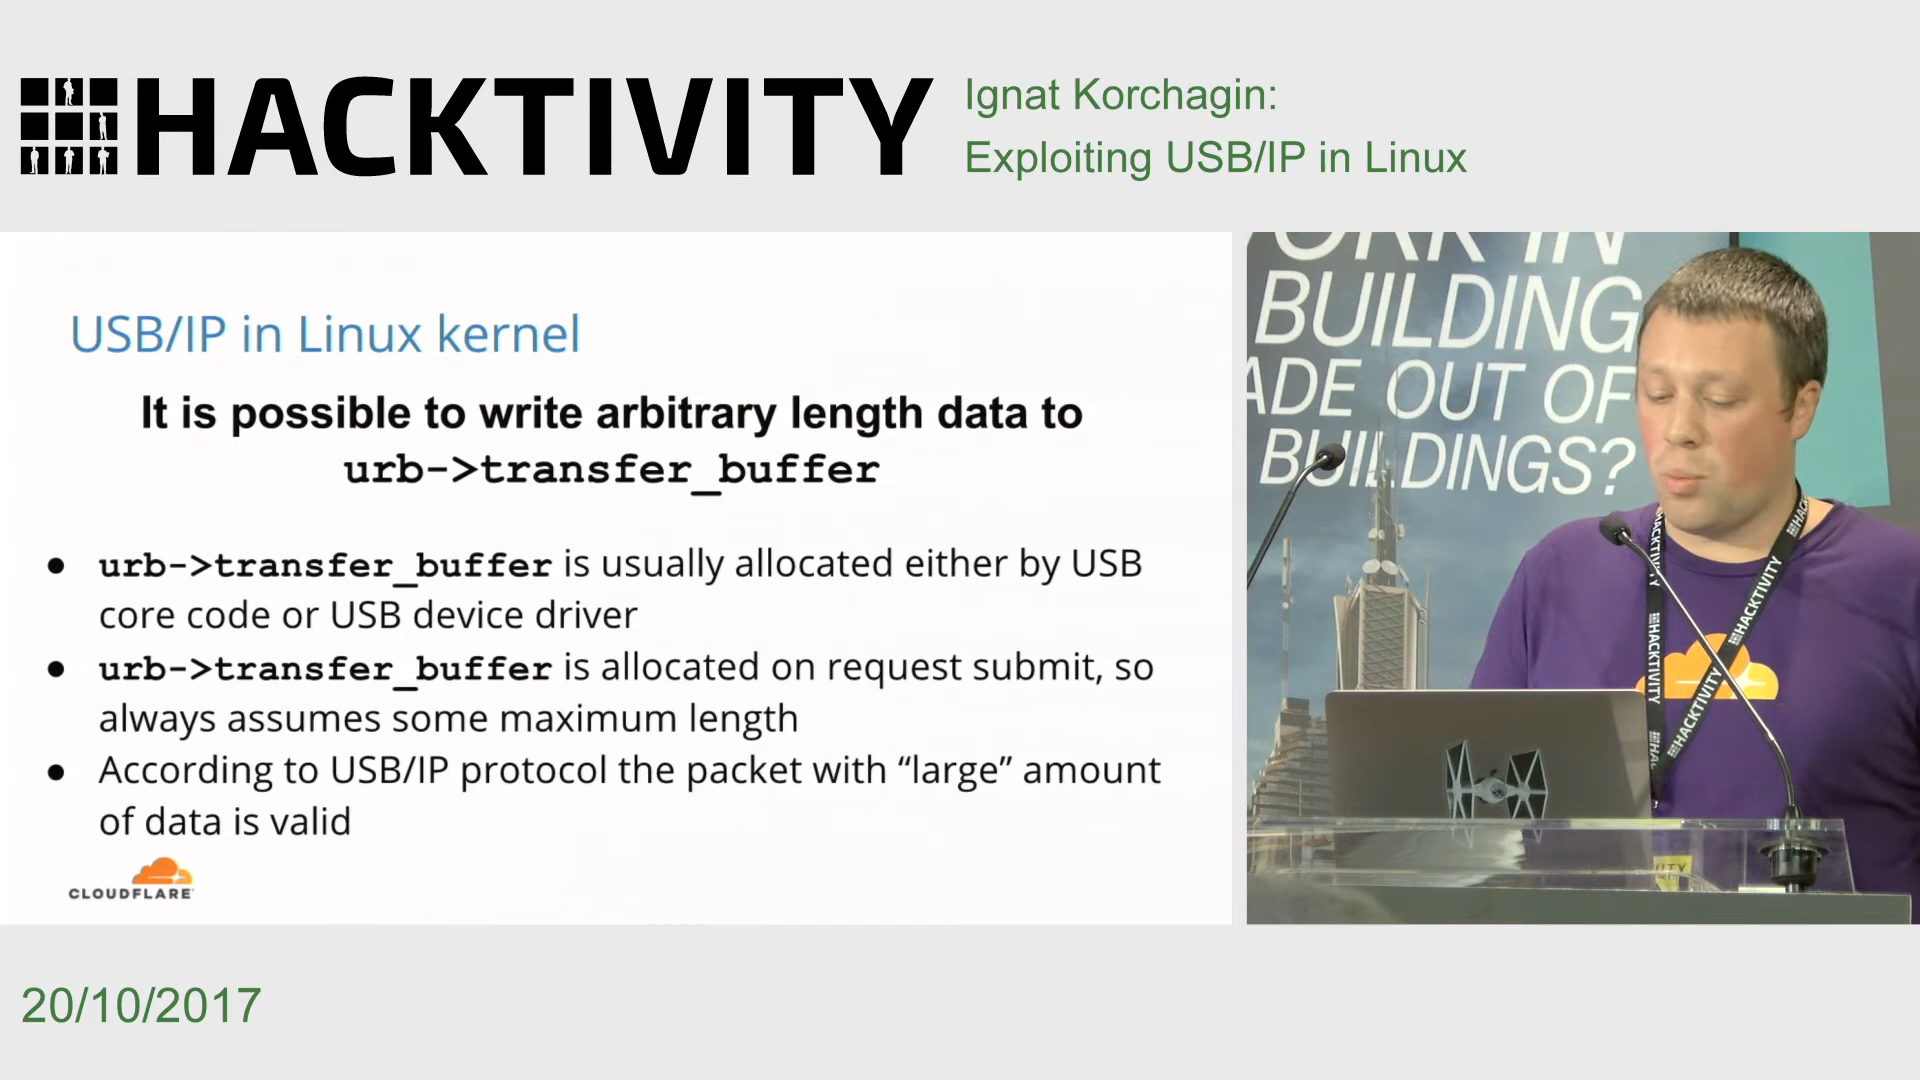 HACKTIVITY
Ignat Korchagin:
Exploiting USB/IP in Linux
USB/IP in Linux kernel
It is possible to write arbitrary length data to
urb->transfer_buffer
● urb->transfer_buffer is usually allocated either by USB
core code or USB device driver
● urb->transfer_buffer is allocated on request submit, so
always assumes some maximum length
● According to USB/IP protocol the packet with “large” amount
of data is valid
CLOUDFLARE
BUILDING
OUT OF
BUILDINGS?
HACKTIVITY
HACKTIVITY
HACKTIVITY
HACKTIVITY
20/10/2017